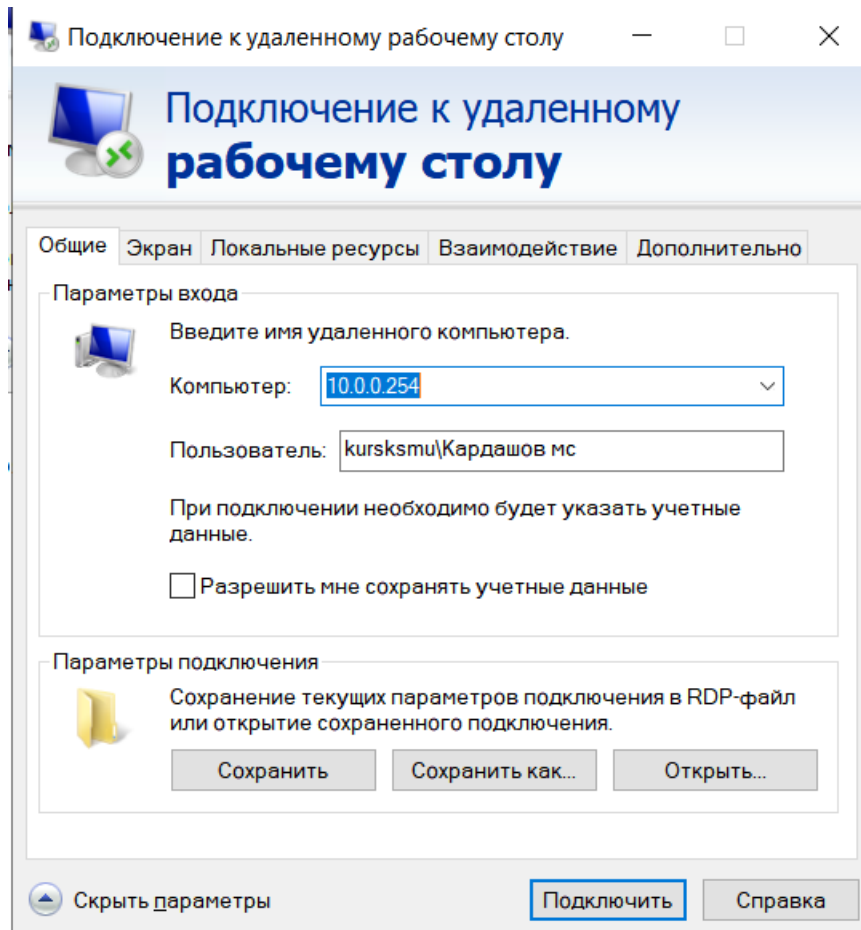 Подключение к удаленному рабочему столу
Подключение к удаленному
рабочему столу
Общие Экран Локальные ресурсы Взаимодействие Дополнительно
Параметры входа
Введите имя удаленного компьютера.
Компьютер: 10.0.0.254
Пользователь: kursksmu\Кардашов мс
При подключении необходимо будет указать учетные
данные.
Разрешить мне сохранять учетные данные
Параметры подключения
Сохранение текущих параметров подключения в RDP-файл
или открытие сохраненного подключения.
Сохранить Сохранить как... Открыть...
Скрыть параметры Подключить Справка